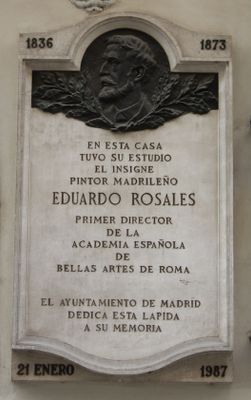 1836 1873
EN ESTA CASA
TUVO SU ESTUDIO
EL INSIGNE
PINTOR MADRILEÑO
EDUARDO ROSALES
PRIMER DIRECTOR
DE LA
ACADEMIA ESPAÑOLA
DE
BELLAS ARTES DE ROMA
EL AYUNTAMIENTO DE MADRID
DEDICA ESTA LAPIDA
A SU MEMORIA
21 ENERO 1987